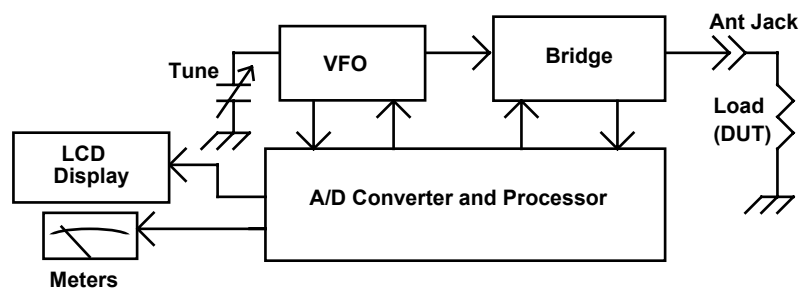 Ant Jack
Tune
VFO
Bridge
Load
(DUT)
LCD
Display
A/D Converter and Processor
Meters